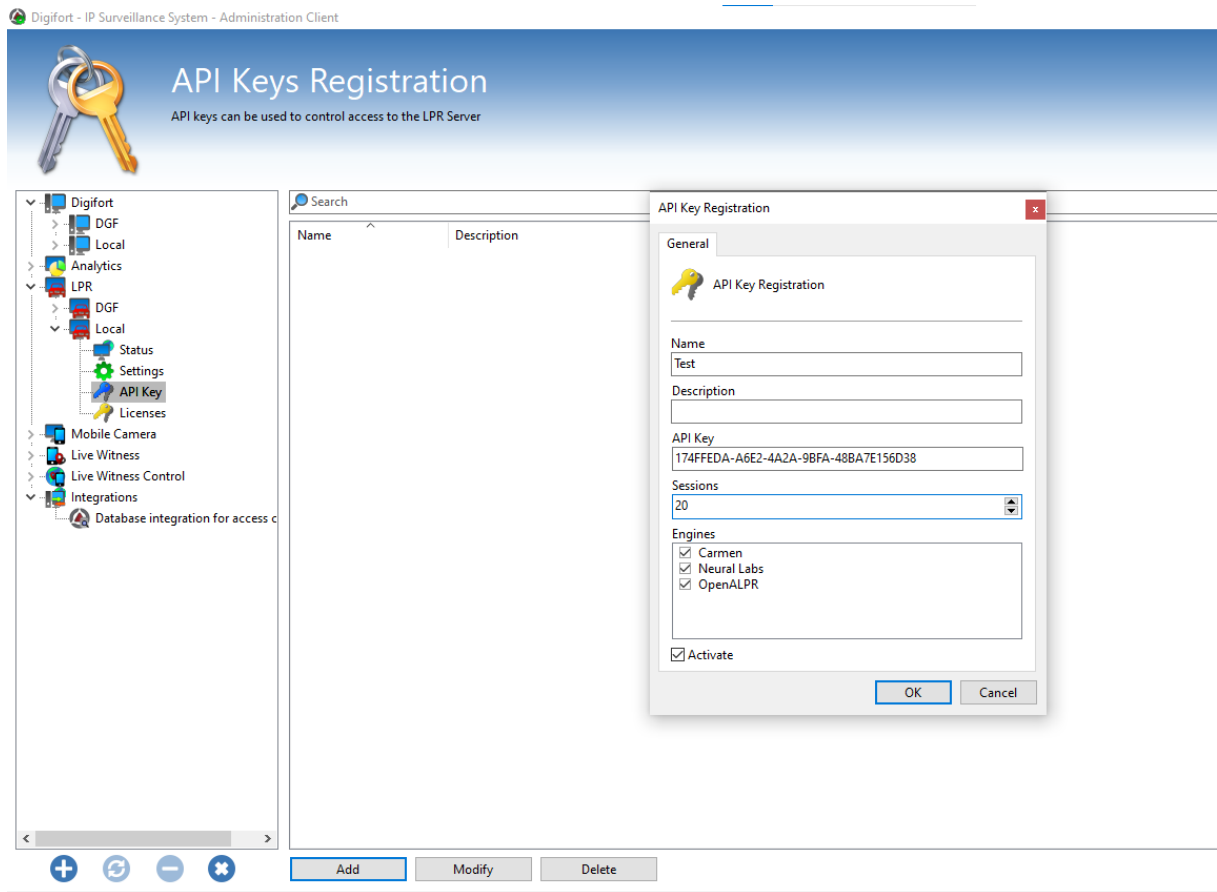 Digifort - IP Surveillance System - Administration Client
API Keys Registration
API keys can be used to control access to the LPR Server
Digifort
DGF
Local
Analytics
LPR
DGF
Local
Status
Settings
API Key
Licenses
Mobile Camera
Live Witness
Live Witness Control
Integrations
Database integration for access c
Search
Name Description
API Key Registration
x
General
API Key Registration
Name
Test
Description
API Key
174FFEDA-A6E2-4A2A-9BFA-48BA7E156D38
Sessions
20
Engines
Carmen
Neural Labs
OpenALPR
Activate
OK Cancel
Add Modify Delete